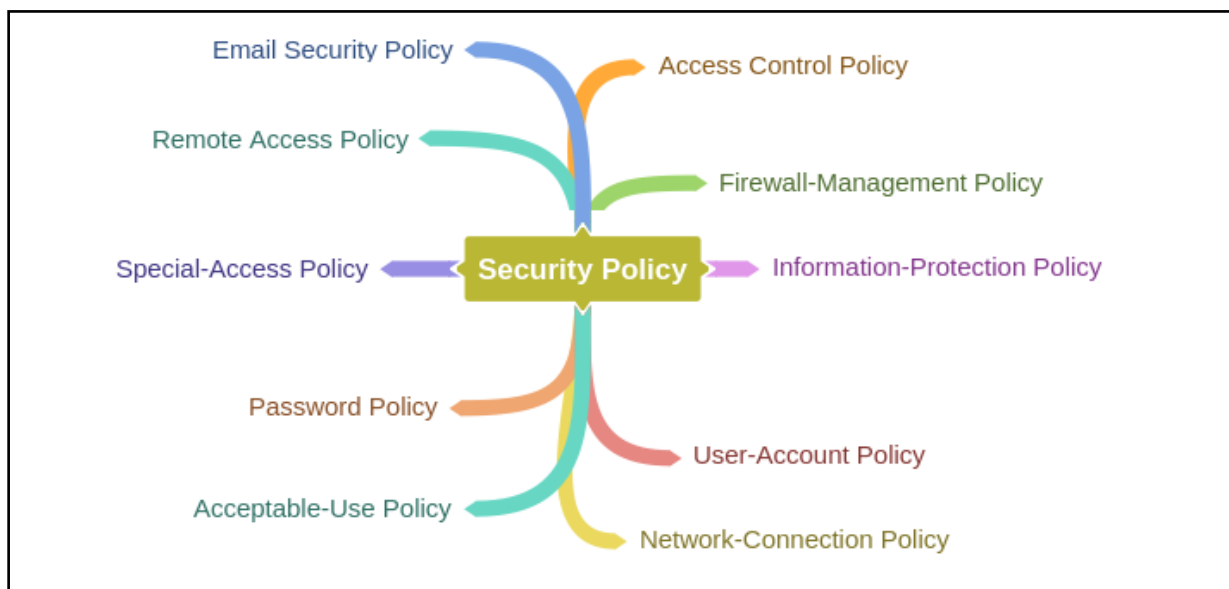 Email Security Policy
Access Control Policy
Remote Access Policy
Firewall-Management Policy
Special-Access Policy
Security Policy
Information-Protection Policy
Password Policy
User-Account Policy
Acceptable-Use Policy
Network-Connection Policy